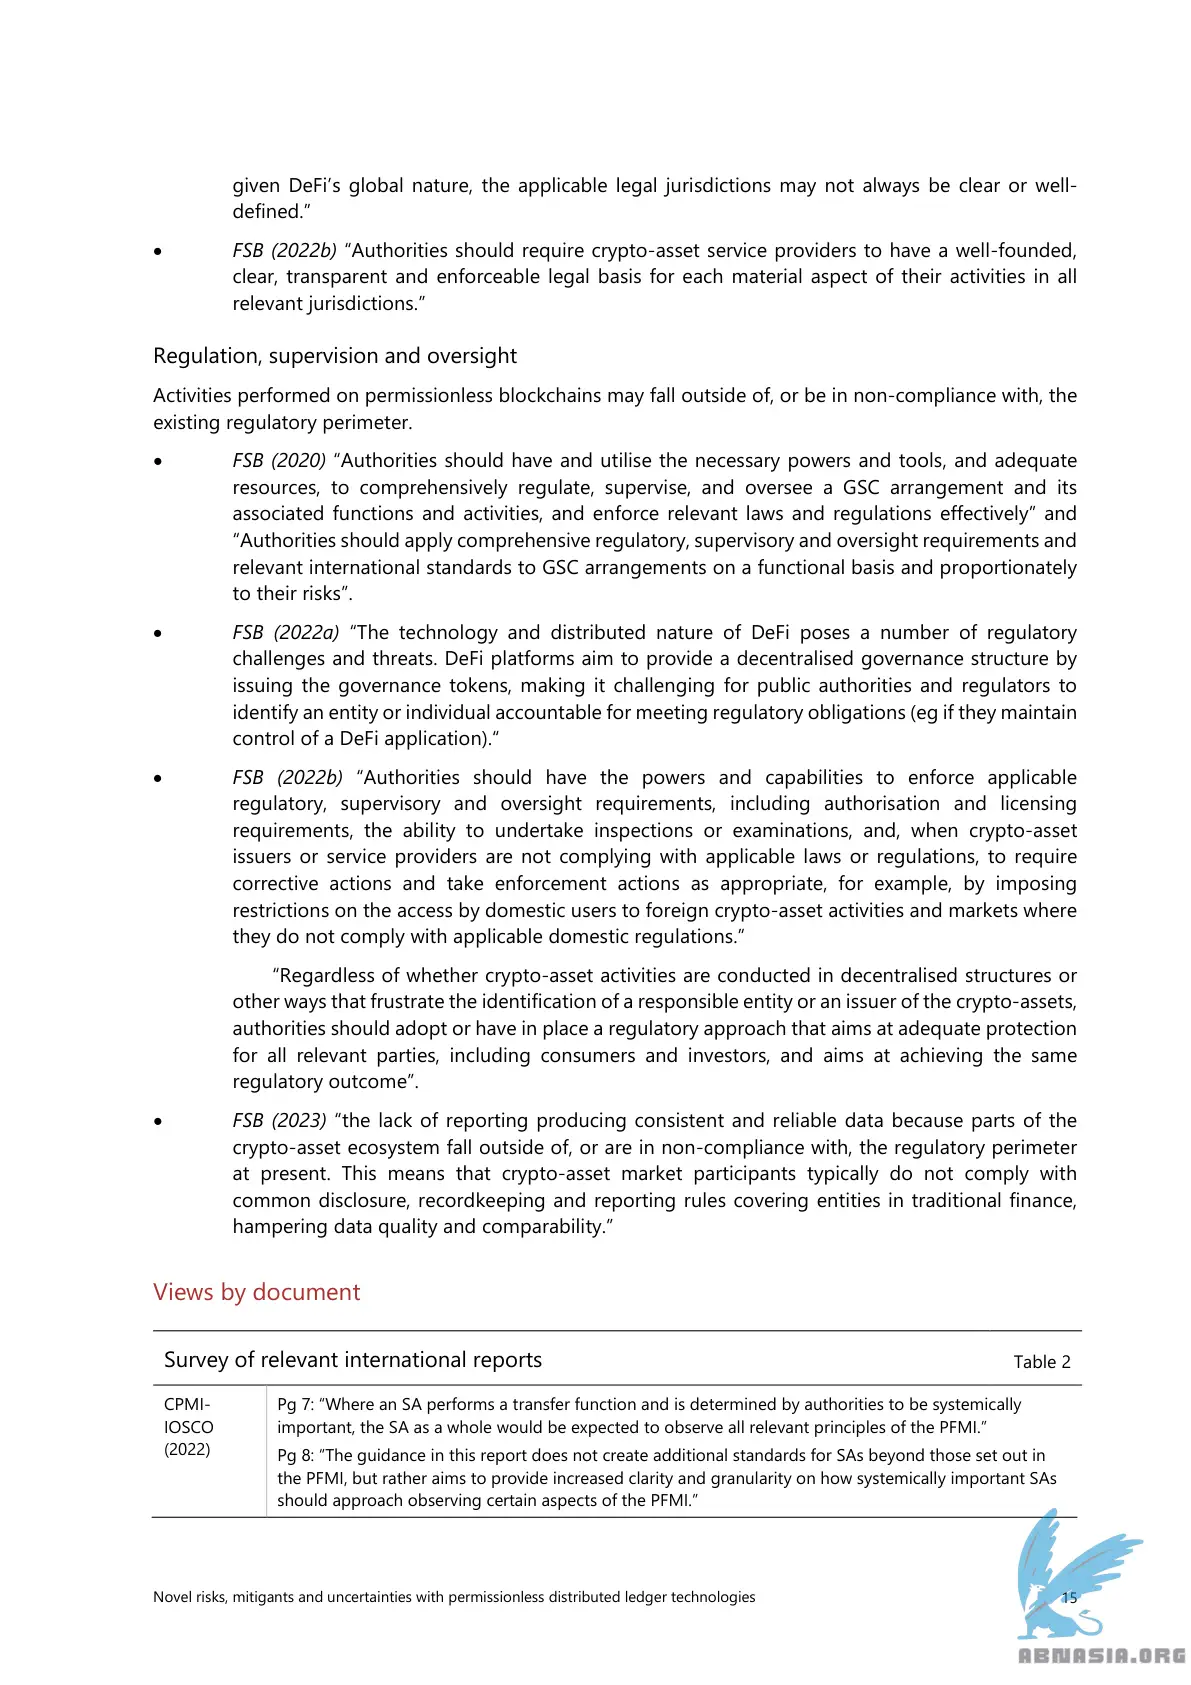 given DeFi’s global nature, the applicable legal jurisdictions may not always be clear or well-
defined.”
• FSB (2022b) “Authorities should require crypto-asset service providers to have a well-founded,
clear, transparent and enforceable legal basis for each material aspect of their activities in all
relevant jurisdictions.”
Regulation, supervision and oversight
Activities performed on permissionless blockchains may fall outside of, or be in non-compliance with, the
existing regulatory perimeter.
• FSB (2020) “Authorities should have and utilise the necessary powers and tools, and adequate
resources, to comprehensively regulate, supervise, and oversee a GSC arrangement and its
associated functions and activities, and enforce relevant laws and regulations effectively” and
“Authorities should apply comprehensive regulatory, supervisory and oversight requirements and
relevant international standards to GSC arrangements on a functional basis and proportionately
to their risks”.
• FSB (2022a) “The technology and distributed nature of DeFi poses a number of regulatory
challenges and threats. DeFi platforms aim to provide a decentralised governance structure by
issuing the governance tokens, making it challenging for public authorities and regulators to
identify an entity or individual accountable for meeting regulatory obligations (eg if they maintain
control of a DeFi application).“
• FSB (2022b) “Authorities should have the powers and capabilities to enforce applicable
regulatory, supervisory and oversight requirements, including authorisation and licensing
requirements, the ability to undertake inspections or examinations, and, when crypto-asset
issuers or service providers are not complying with applicable laws or regulations, to require
corrective actions and take enforcement actions as appropriate, for example, by imposing
restrictions on the access by domestic users to foreign crypto-asset activities and markets where
they do not comply with applicable domestic regulations.”
“Regardless of whether crypto-asset activities are conducted in decentralised structures or
other ways that frustrate the identification of a responsible entity or an issuer of the crypto-assets,
authorities should adopt or have in place a regulatory approach that aims at adequate protection
for all relevant parties, including consumers and investors, and aims at achieving the same
regulatory outcome”.
• FSB (2023) “the lack of reporting producing consistent and reliable data because parts of the
crypto-asset ecosystem fall outside of, or are in non-compliance with, the regulatory perimeter
at present. This means that crypto-asset market participants typically do not comply with
common disclosure, recordkeeping and reporting rules covering entities in traditional finance,
hampering data quality and comparability.”
Views by document
Survey of relevant international reports Table 2
CPMI-
IOSCO
(2022)
Pg 7: “Where an SA performs a transfer function and is determined by authorities to be systemically
important, the SA as a whole would be expected to observe all relevant principles of the PFMI.”
Pg 8: “The guidance in this report does not create additional standards for SAs beyond those set out in
the PFMI, but rather aims to provide increased clarity and granularity on how systemically important SAs
should approach observing certain aspects of the PFMI.”
Novel risks, mitigants and uncertainties with permissionless distributed ledger technologies 15
ABNASIA.ORG